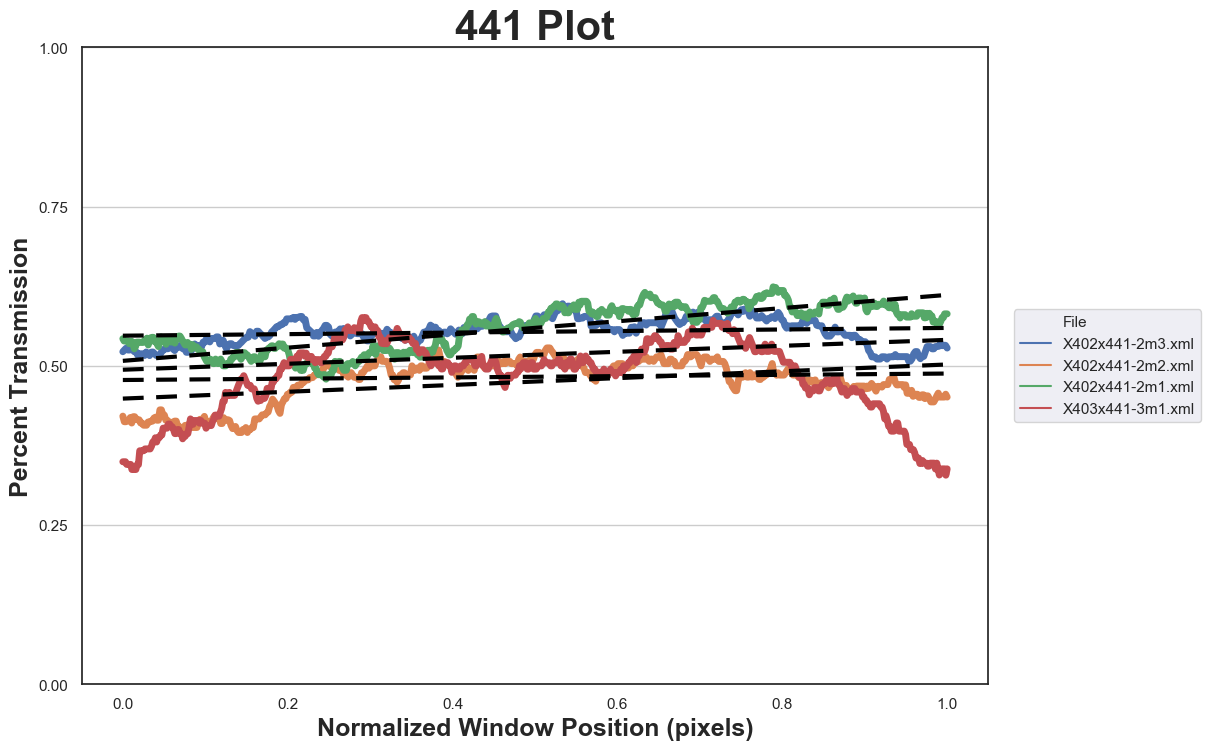 441 Plot
1.00
0.75
0.50
0.25
0.00
Percent Transmission
0.0 0.2 0.4 0.6 0.8 1.0
Normalized Window Position (pixels)
File
X402x441-2m3.xml
X402x441-2m2.xml
X402x441-2m1.xml
X403x441-3m1.xml